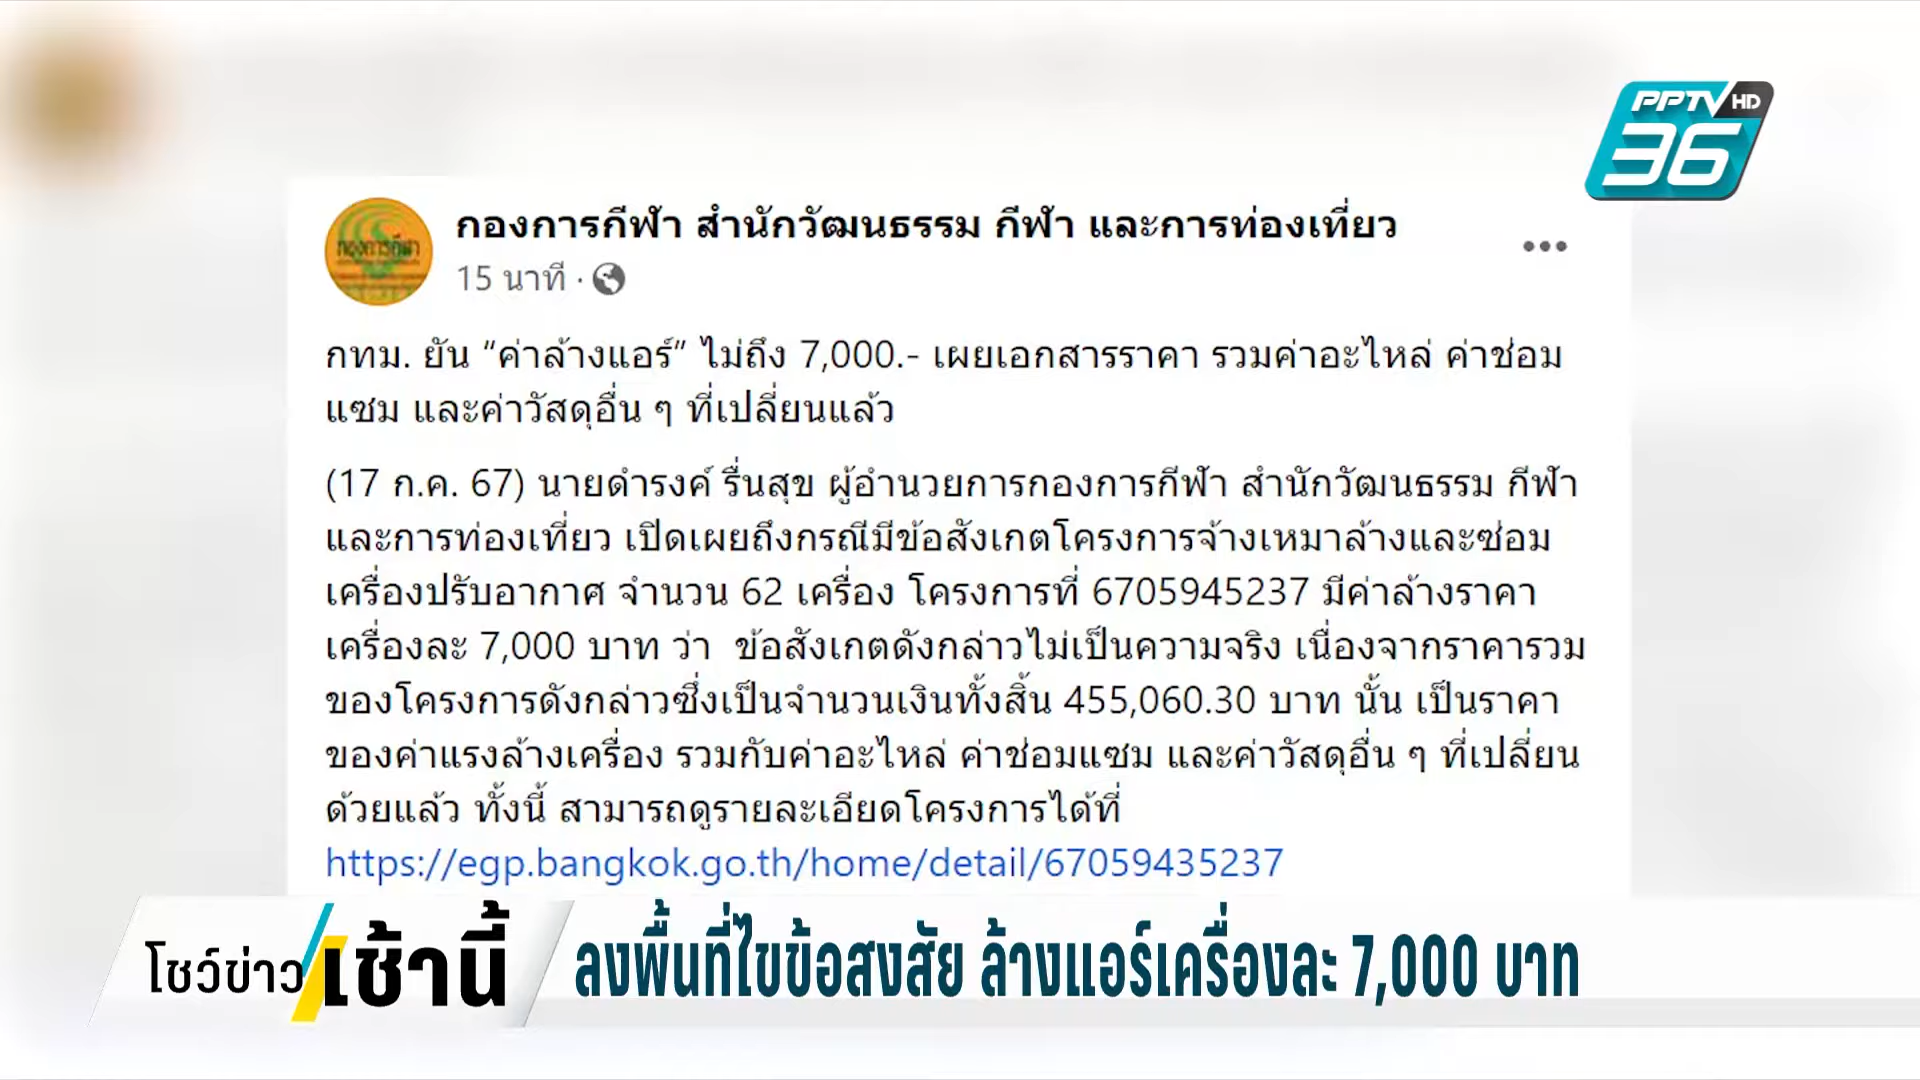 PPTV HD
36
กองการกีฬา
กองการกีฬา สำนักวัฒนธรรม กีฬา และการท่องเที่ยว
15 นาที ·
กทม. ยัน “ค่าล้างแอร์” ไม่ถึง 7,000.- เผยเอกสารราคา รวมค่าอะไหล่ ค่าซ่อม
แซม และค่าวัสดุอื่น ๆ ที่เปลี่ยนแล้ว
(17 ก.ค. 67) นายดำรงค์ รื่นสุข ผู้อำนวยการกองการกีฬา สำนักวัฒนธรรม กีฬา
และการท่องเที่ยว เปิดเผยถึงกรณีมีข้อสังเกตโครงการจ้างเหมาล้างและซ่อม
เครื่องปรับอากาศ จำนวน 62 เครื่อง โครงการที่ 6705945237 มีค่าล้างราคา
เครื่องละ 7,000 บาท ว่า  ข้อสังเกตดังกล่าวไม่เป็นความจริง เนื่องจากราคารวม
ของโครงการดังกล่าวซึ่งเป็นจำนวนเงินทั้งสิ้น 455,060.30 บาท นั้น เป็นราคา
ของค่าแรงล้างเครื่อง รวมกับค่าอะไหล่ ค่าซ่อมแซม และค่าวัสดุอื่น ๆ ที่เปลี่ยน
ด้วยแล้ว ทั้งนี้ สามารถดูรายละเอียดโครงการได้ที่
https://egp.bangkok.go.th/home/detail/67059435237
โชว์ข่าวเช้านี้ ลงพื้นที่ไขข้อสงสัย ล้างแอร์เครื่องละ 7,000 บาท